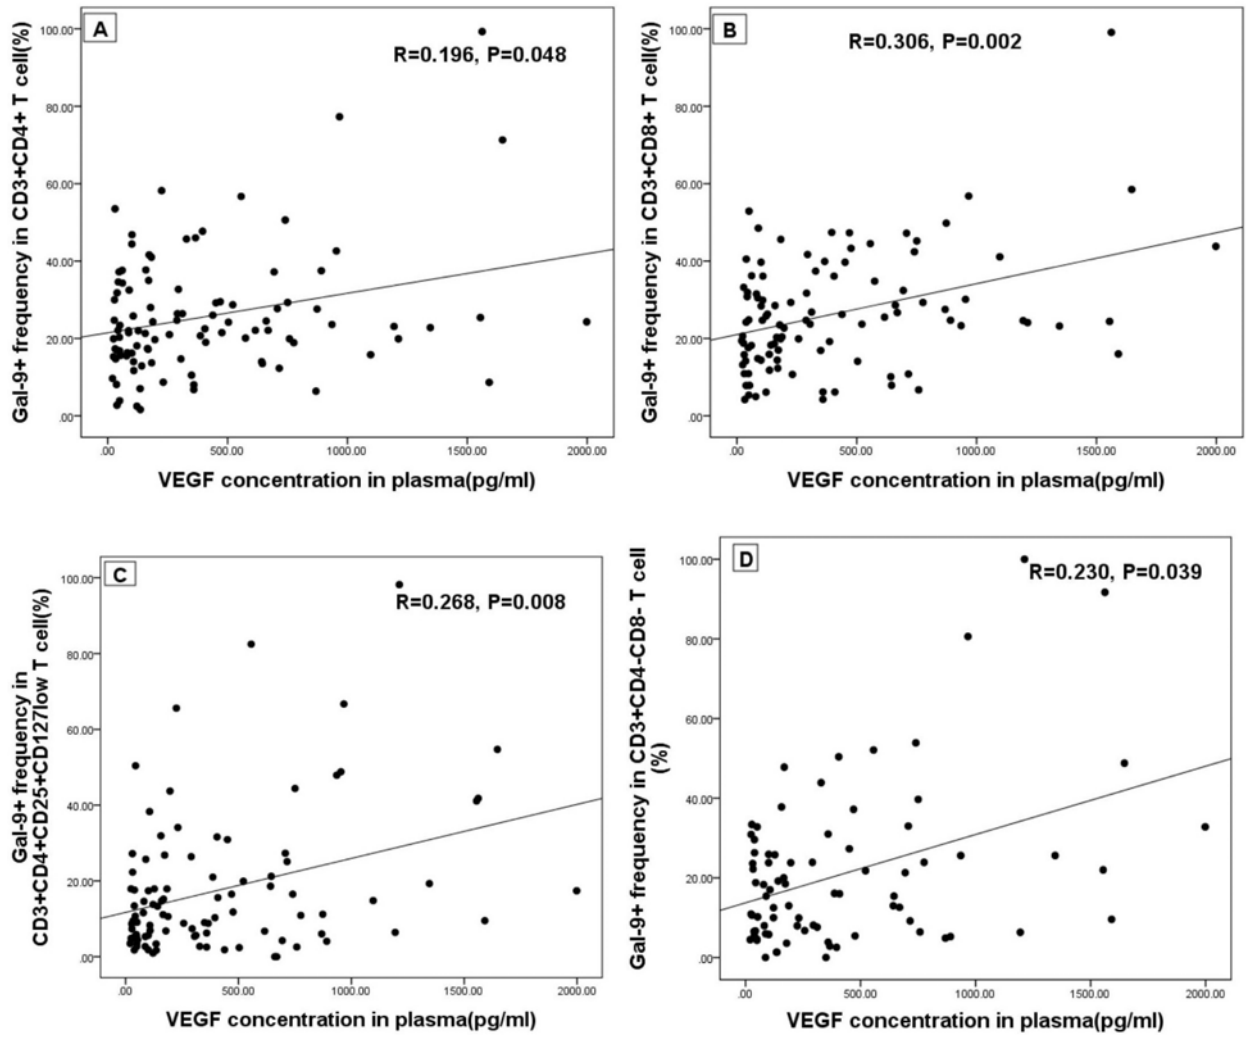 A
R=0.196, P=0.048
Gal-9+ frequency in CD3+CD4+ T cell(%)
100.00
80.00
60.00
40.00
20.00
.00
.00 500.00 1000.00 1500.00 2000.00
VEGF concentration in plasma(pg/ml)
B
R=0.306, P=0.002
Gal-9+ frequency in CD3+CD8+ T cell(%)
100.00
80.00
60.00
40.00
20.00
.00
.00 500.00 1000.00 1500.00 2000.00
VEGF concentration in plasma(pg/ml)
C
R=0.268, P=0.008
Gal-9+ frequency in
CD3+CD4+CD25+CD127low T cell(%)
100.00
80.00
60.00
40.00
20.00
.00
.00 500.00 1000.00 1500.00 2000.00
VEGF concentration in plasma(pg/ml)
D
R=0.230, P=0.039
Gal-9+ frequency in CD3+CD4-CD8- T cell
(%)
100.00
80.00
60.00
40.00
20.00
.00
.00 500.00 1000.00 1500.00 2000.00
VEGF concentration in plasma(pg/ml)